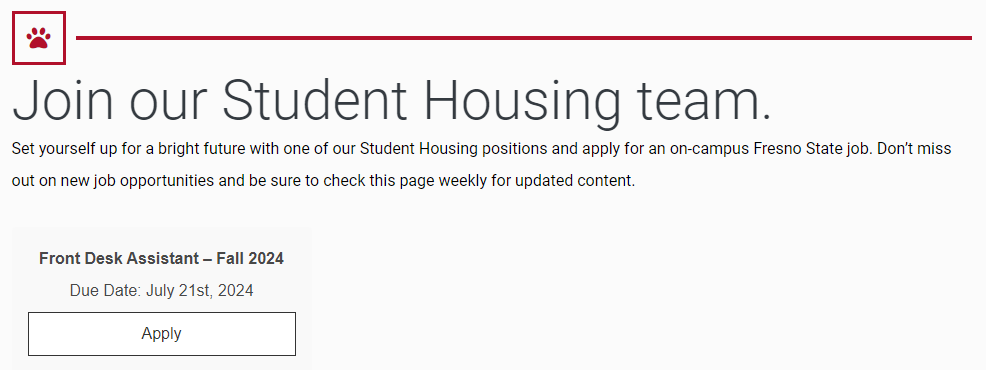 Join our Student Housing team.
Set yourself up for a bright future with one of our Student Housing positions and apply for an on-campus Fresno State job. Don’t miss
out on new job opportunities and be sure to check this page weekly for updated content.
Front Desk Assistant – Fall 2024
Due Date: July 21st, 2024
Apply